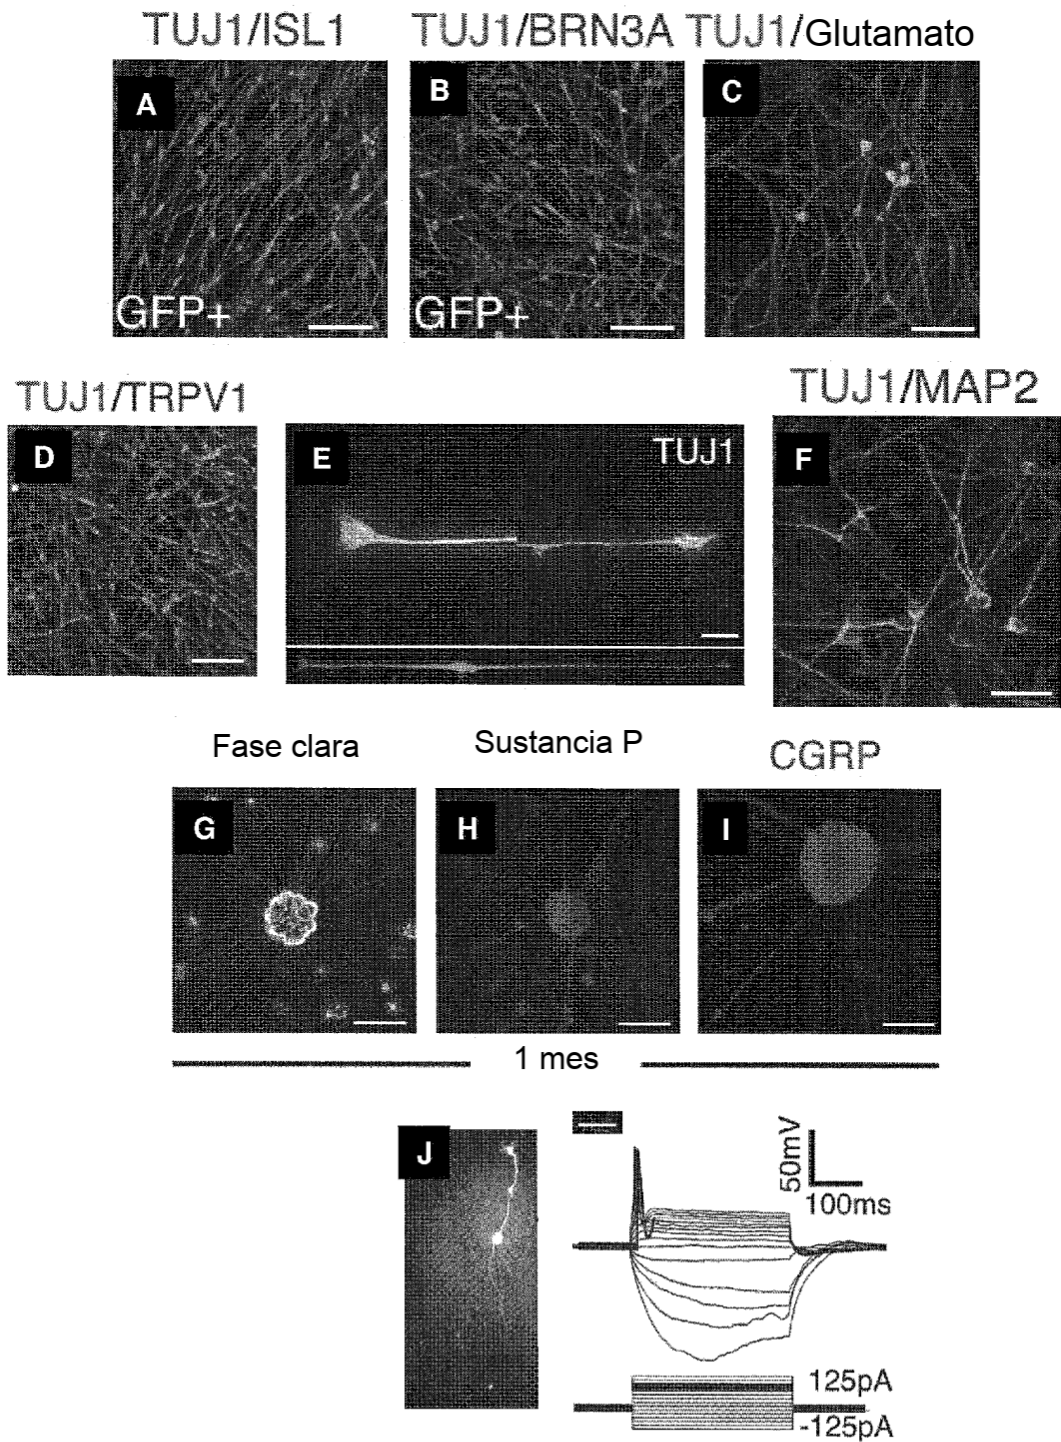 TUJ1/ISL1 TUJ1/BRN3A TUJ1/Glutamato
A B C
GFP+ GFP+
TUJ1/TRPV1 TUJ1/MAP2
D E TUJ1 F
Fase clara Sustancia P CGRP
G H I
1 mes
J 50mV
100ms
125pA
-125pA